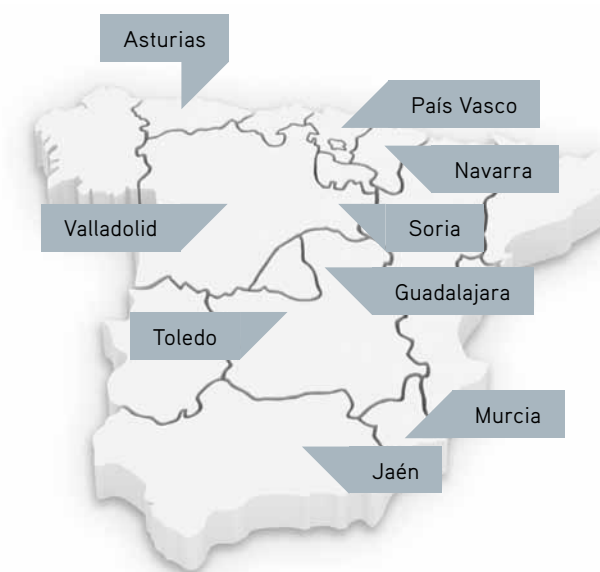 Asturias
País Vasco
Navarra
Valladolid
Soria
Guadalajara
Toledo
Murcia
Jaén